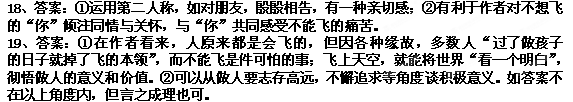 18、答案：①运用第二人称，如对朋友，殷殷相告，有一种亲切感；②有利于作者对不想飞
的“你”倾注同情与关怀，与“你”共同感受不能飞的痛苦。
19、答案：①在作者看来，人原来都是会飞的，但因各种缘故，多数人“过了做孩子
的日子就掉了飞的本领”，而不能飞是件可怕的事；飞上天空，就能将世界“看一个明白”，
彻悟做人的意义和价值。②可以从做人要志存高远，不懈追求等角度谈积极意义。如答案不
在以上角度内，但言之成理也可。